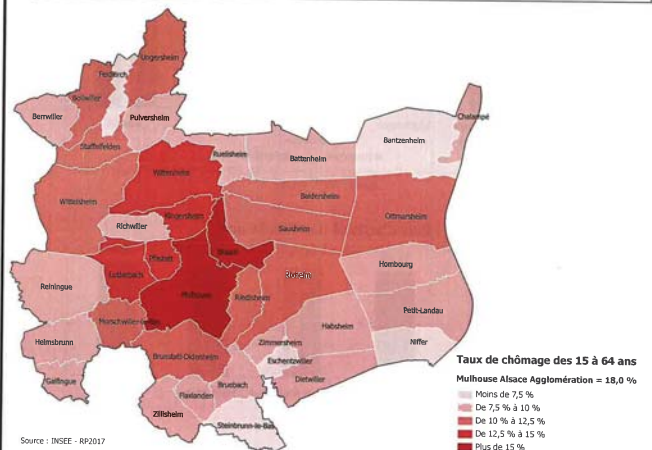 Ungersheim
Feldkirch
Bollwiller
Berrwiller
Pulversheim
Chalampé
Staffelfelden
Bantzenheim
Ruelisheim
Battenheim
Wittenheim
Baldersheim
Wittelsheim
Kingersheim
Ottmarsheim
Richwiller
Sausheim
Illzach
Pfastatt
Hombourg
Lutterbach
Rixheim
Reiningue
Mulhouse
Riedisheim
Petit-Landau
Morschwiller-le-Bas
Habsheim
Heimsbrunn
Zimmersheim
Niffer
Brunstatt-Didenheim
Eschentzwiller
Galfingue
Bruebach
Dietwiller
Flaxlanden
Zillisheim
Steinbrunn-le-Bas
Taux de chômage des 15 à 64 ans
Mulhouse Alsace Agglomération = 18,0 %
Moins de 7,5 %
De 7,5 % à 10 %
De 10 % à 12,5 %
De 12,5 % à 15 %
Plus de 15 %
Source : INSEE - RP2017